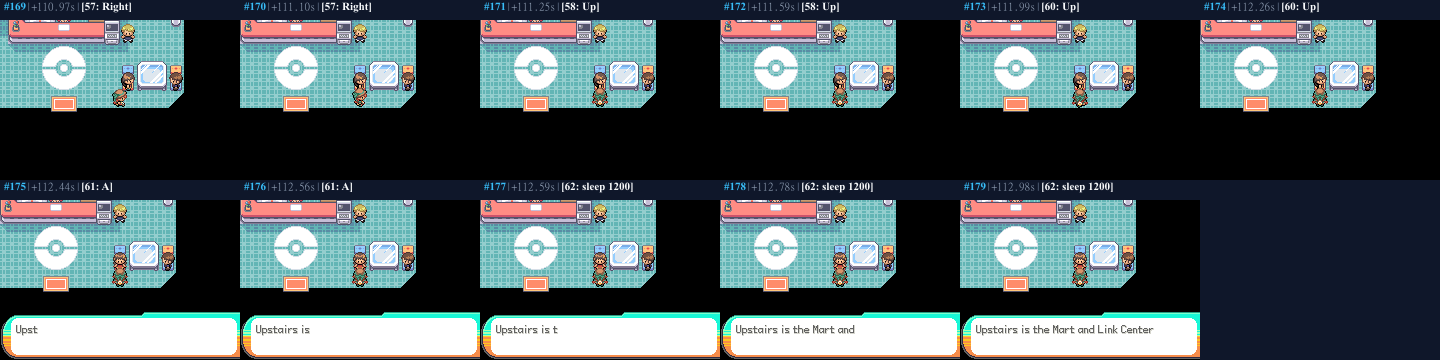 #169 | +110.97s | [57: Right]
#170 | +111.10s | [57: Right]
#171 | +111.25s | [58: Up]
#172 | +111.59s | [58: Up]
#173 | +111.99s | [60: Up]
#174 | +112.26s | [60: Up]
#175 | +112.44s | [61: A]
#176 | +112.56s | [61: A]
#177 | +112.59s | [62: sleep 1200]
#178 | +112.78s | [62: sleep 1200]
#179 | +112.98s | [62: sleep 1200]
Upst
Upstairs is
Upstairs is t
Upstairs is the Mart and
Upstairs is the Mart and Link Center